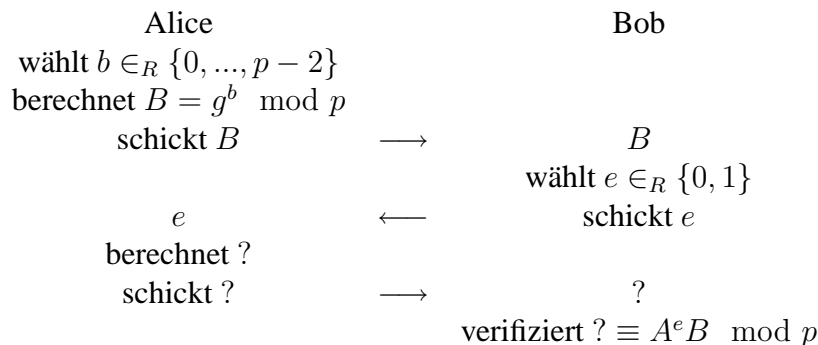 Alice Bob
wählt b ∈_R {0, ..., p − 2}
berechnet B = g^b mod p
schickt B ⟶ B
wählt e ∈_R {0, 1}
e ⟵ schickt e
berechnet ?
schickt ? ⟶ ?
verifiziert ? ≡ A^e B mod p